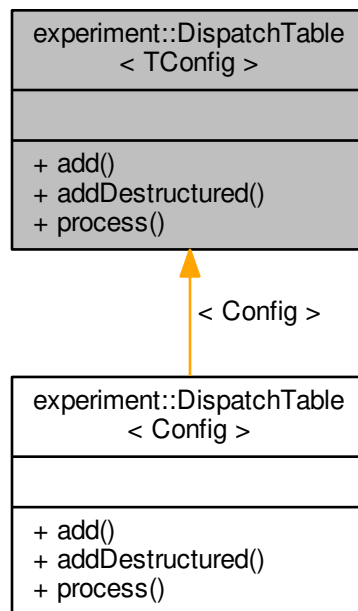 experiment::DispatchTable
< TConfig >
+ add()
+ addDestructured()
+ process()
< Config >
experiment::DispatchTable
< Config >
+ add()
+ addDestructured()
+ process()